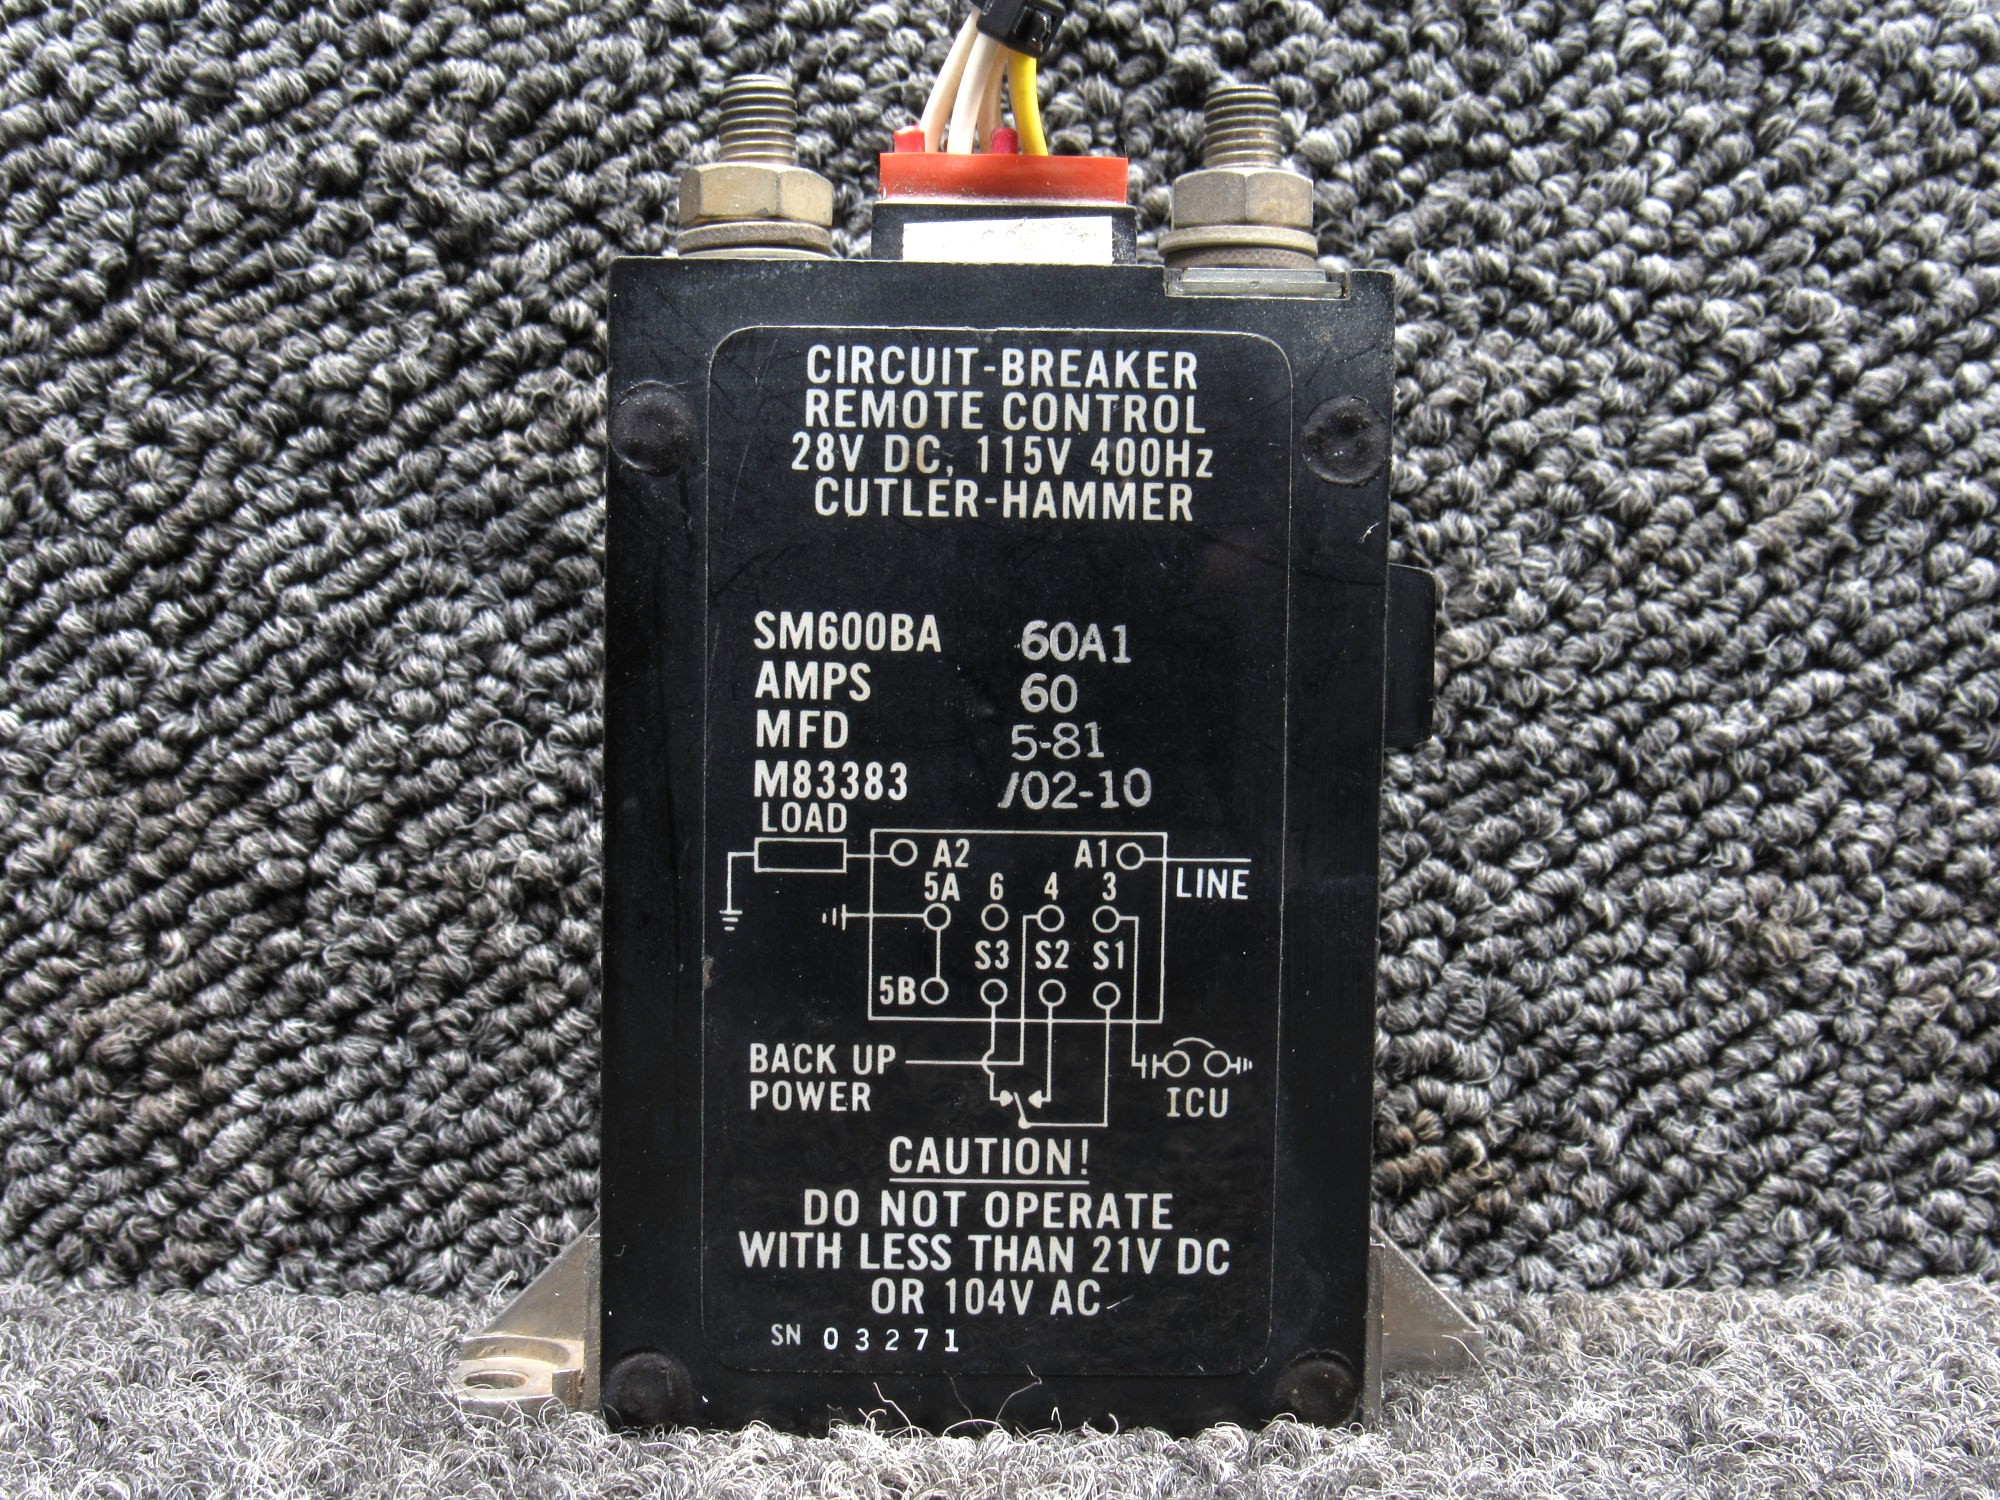 CIRCUIT-BREAKER
REMOTE CONTROL
28V DC, 115V 400Hz
CUTLER-HAMMER
SM600BA 60A1
AMPS 60
MFD 5-81
M83383 /02-10
LOAD
A2 A1
LINE
5A 6 4 3
S3 S2 S1
5B
BACK UP
POWER
ICU
CAUTION!
DO NOT OPERATE
WITH LESS THAN 21V DC
OR 104V AC
SN 03271